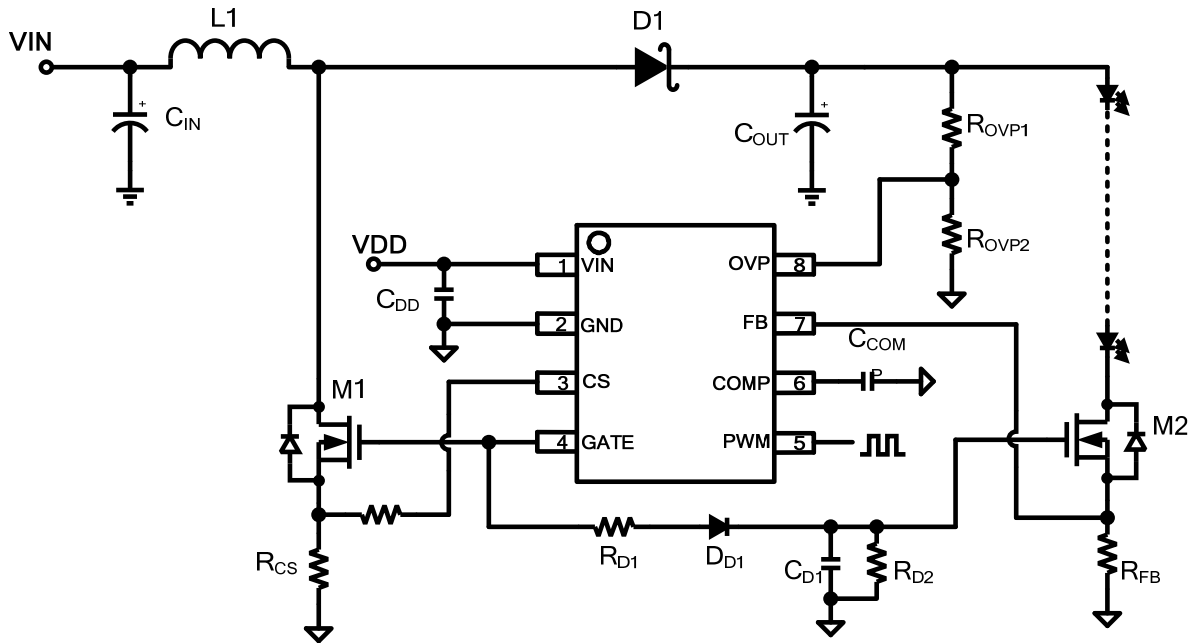 L1
D1
VIN
+
CIN
+
COUT
ROVP1
ROVP2
VDD
CDD
1 VIN
OVP 8
2 GND
FB 7
CCOM
P
3 CS
COMP 6
4 GATE
PWM 5
M1
M2
RCS
RD1
DD1
CD1
RD2
RFB